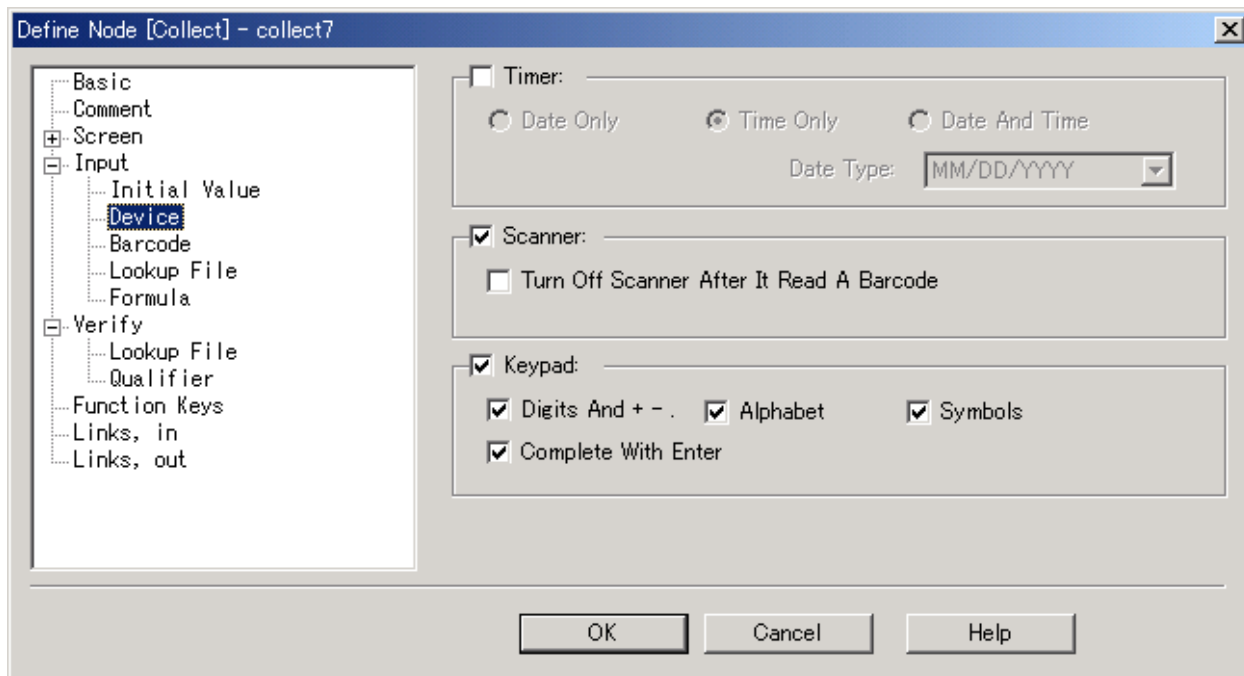 Define Node [Collect] - collect7
Basic
Comment
Screen
Input
Initial Value
Device
Barcode
Lookup File
Formula
Verify
Lookup File
Qualifier
Function Keys
Links, in
Links, out
Timer:
Date Only Time Only Date And Time
Date Type: MM/DD/YYYY
Scanner:
Turn Off Scanner After It Read A Barcode
Keypad:
Digits And + - . Alphabet Symbols
Complete With Enter
OK Cancel Help